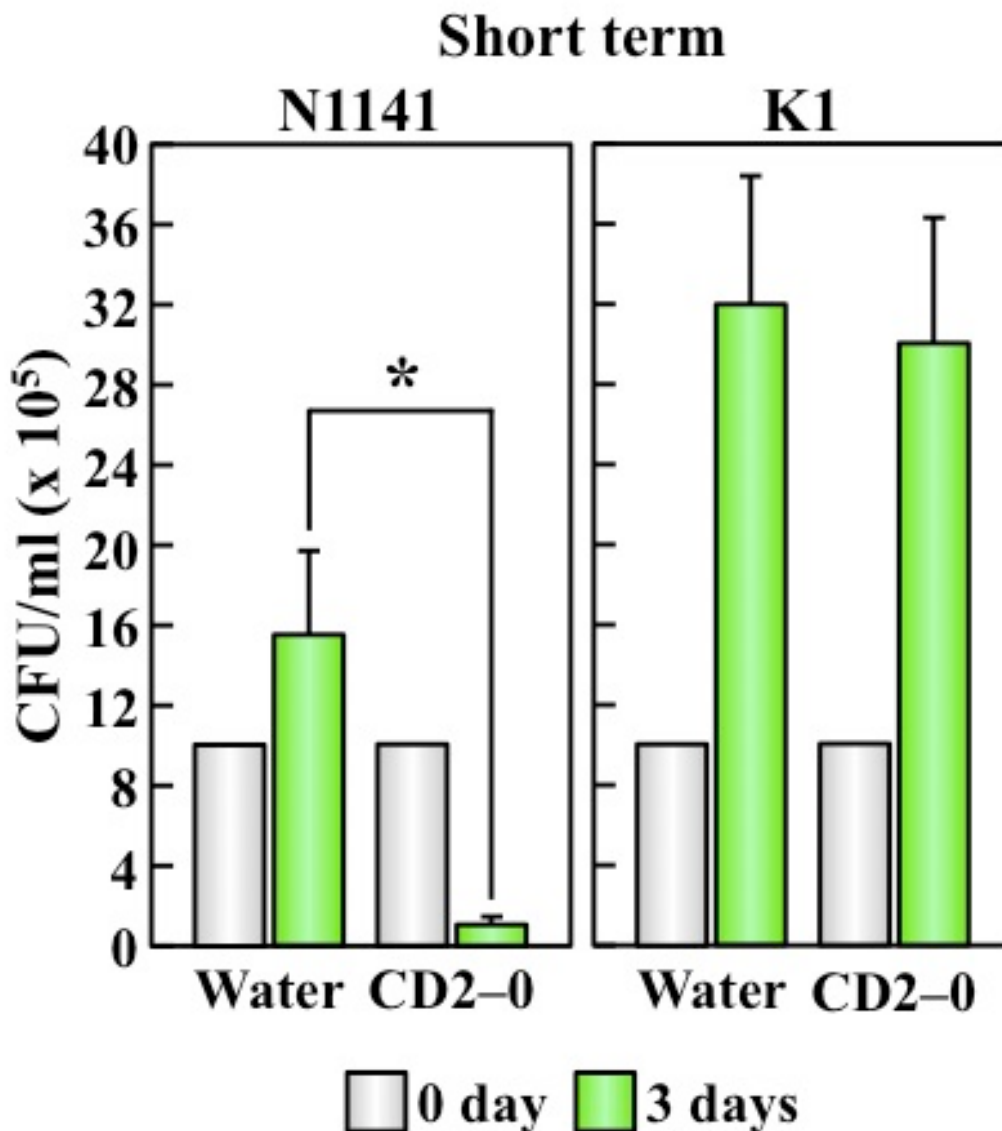 Short term
N1141 K1
40
36
32
28
24
20
16
12
8
4
0
CFU/ml (x 10⁵)
*
Water CD2–0 Water CD2–0
0 day 3 days